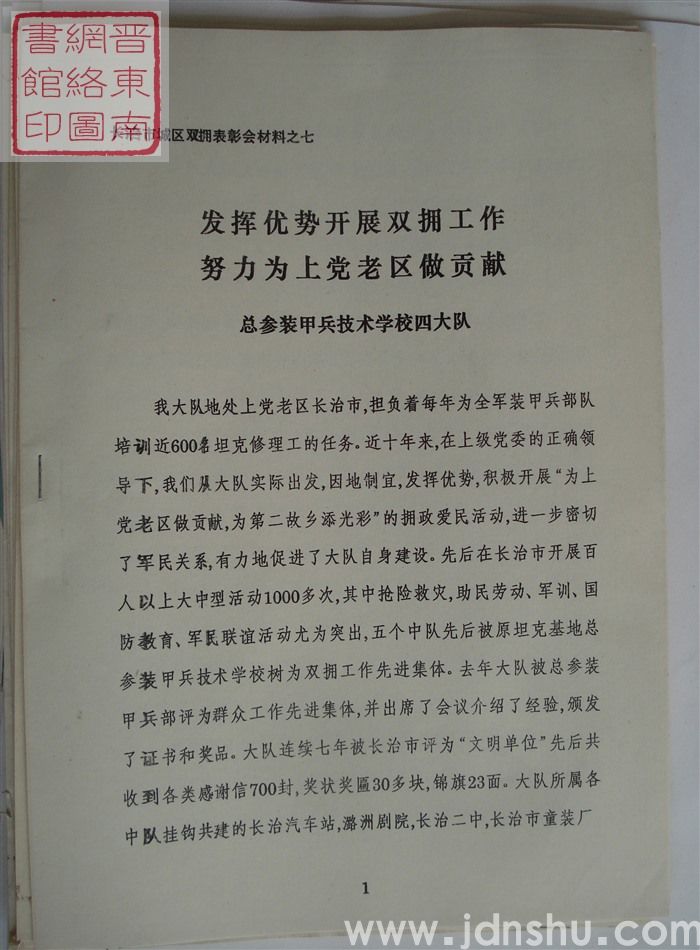 晋东南
網絡圖
書館印
长治市城区双拥表彰会材料之七
发挥优势开展双拥工作
努力为上党老区做贡献
总参装甲兵技术学校四大队
我大队地处上党老区长治市,担负着每年为全军装甲兵部队
培训近600名坦克修理工的任务。近十年来,在上级党委的正确领
导下,我们从大队实际出发,因地制宜,发挥优势,积极开展“为上
党老区做贡献,为第二故乡添光彩”的拥政爱民活动,进一步密切
了军民关系,有力地促进了大队自身建设。先后在长治市开展百
人以上大中型活动1000多次,其中抢险救灾,助民劳动、军训、国
防教育、军民联谊活动尤为突出,五个中队先后被原坦克基地总
参装甲兵技术学校树为双拥工作先进集体。去年大队被总参装
甲兵部评为群众工作先进集体,并出席了会议介绍了经验,颁发
了证书和奖品。大队连续七年被长治市评为“文明单位”先后共
收到各类感谢信700封,奖状奖匾30多块,锦旗23面。大队所属各
中队挂钩共建的长治汽车站,潞洲剧院,长治二中,长治市童装厂
1
www.jdnshu.com